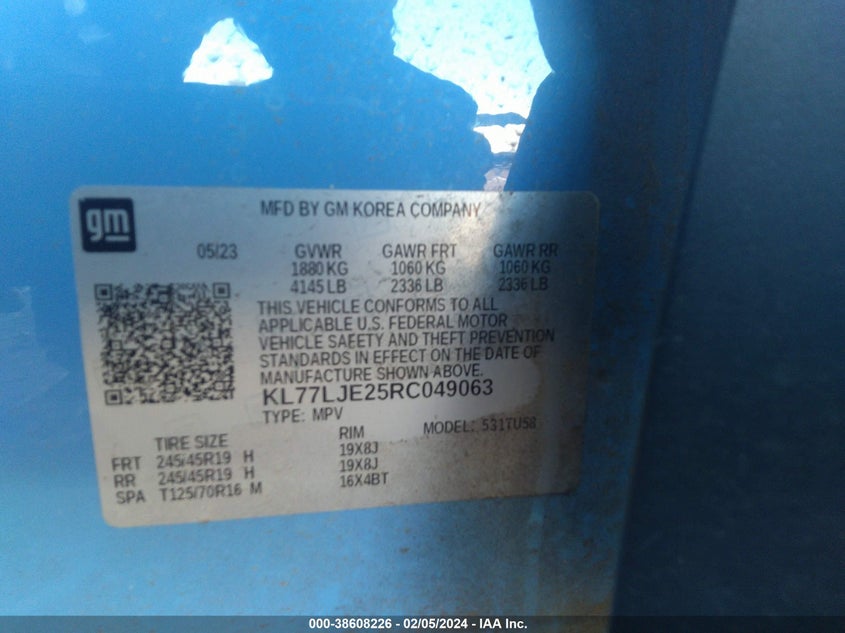 gm
MFD BY GM KOREA COMPANY
05/23 GVWR GAWR FRT GAWR RR
1880 KG 1060 KG 1060 KG
4145 LB 2336 LB 2336 LB
THIS VEHICLE CONFORMS TO ALL
APPLICABLE U.S. FEDERAL MOTOR
VEHICLE SAFETY AND THEFT PREVENTION
STANDARDS IN EFFECT ON THE DATE OF
MANUFACTURE SHOWN ABOVE.
KL77LJE25RC049063
TYPE: MPV MODEL: 531TU58
TIRE SIZE RIM
FRT 245/45R19 H 19X8J
RR 245/45R19 H 19X8J
SPA T125/70R16 M 16X4BT
000-38608226 - 02/05/2024 - IAA Inc.